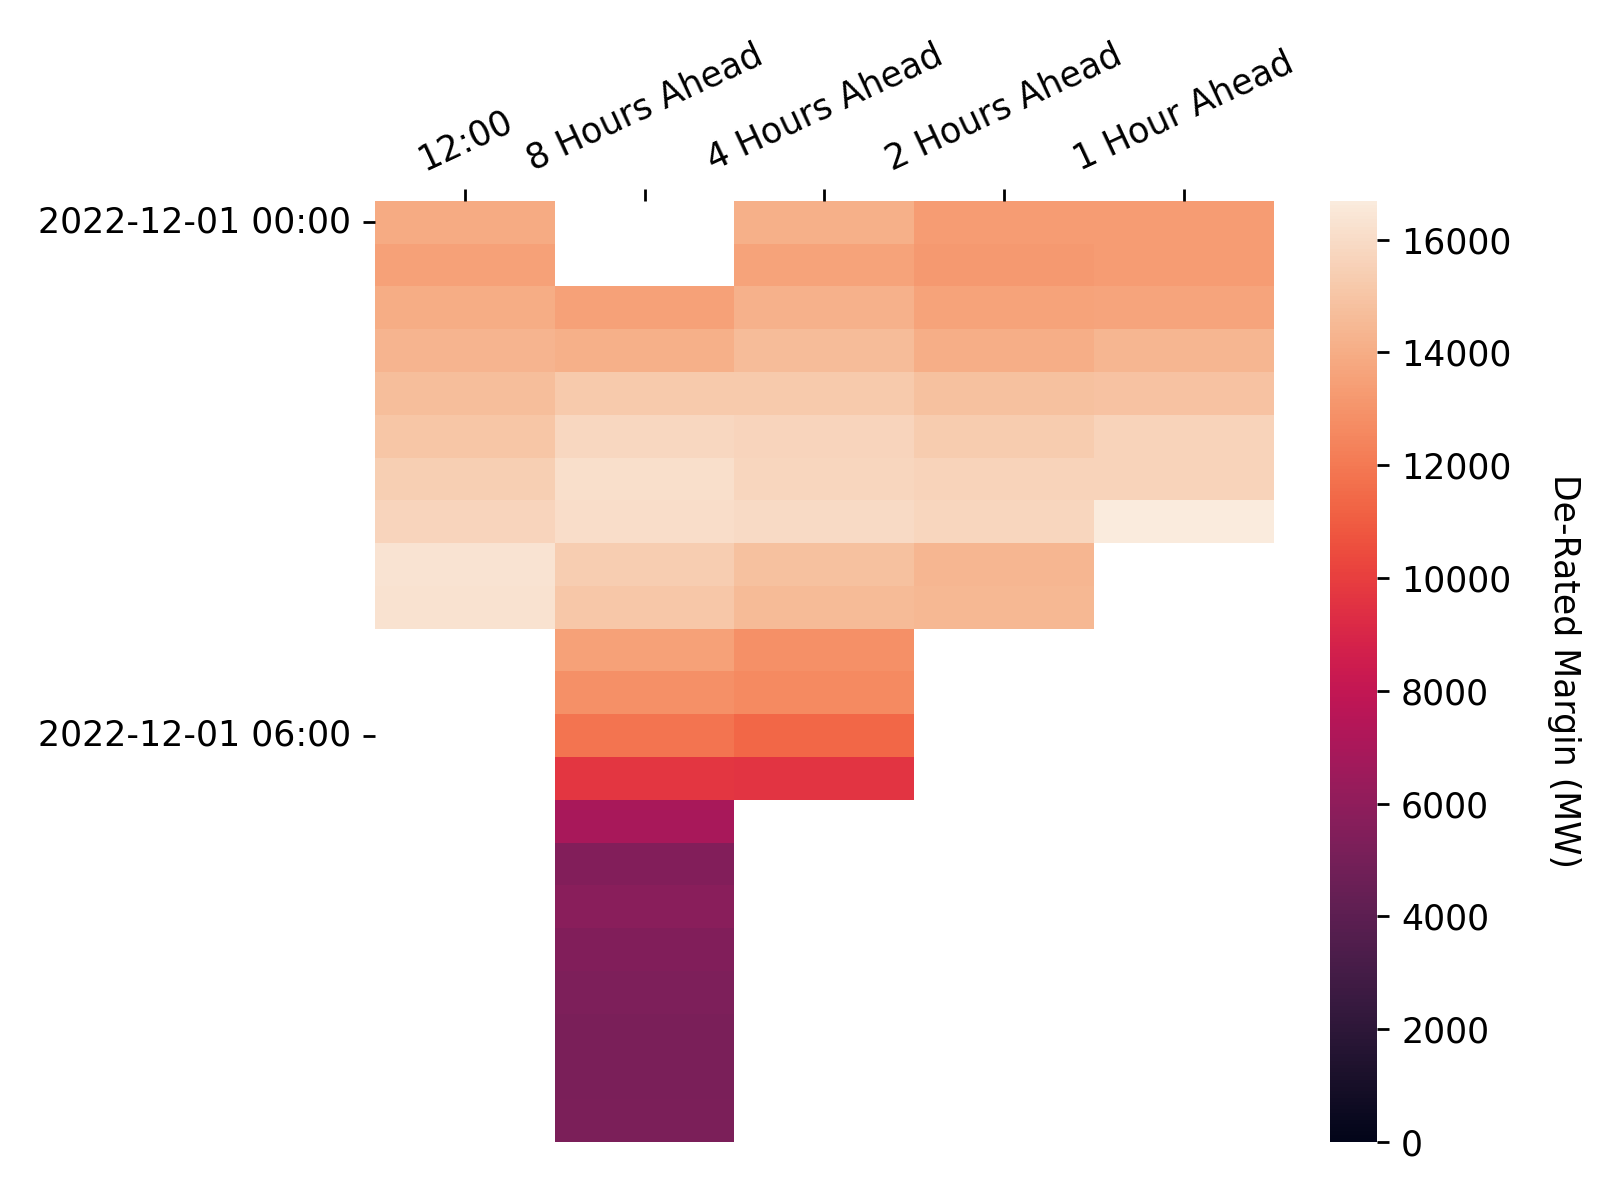 12:00
8 Hours Ahead
4 Hours Ahead
2 Hours Ahead
1 Hour Ahead
2022-12-01 00:00
2022-12-01 06:00
16000
14000
12000
10000
8000
6000
4000
2000
0
De-Rated Margin (MW)